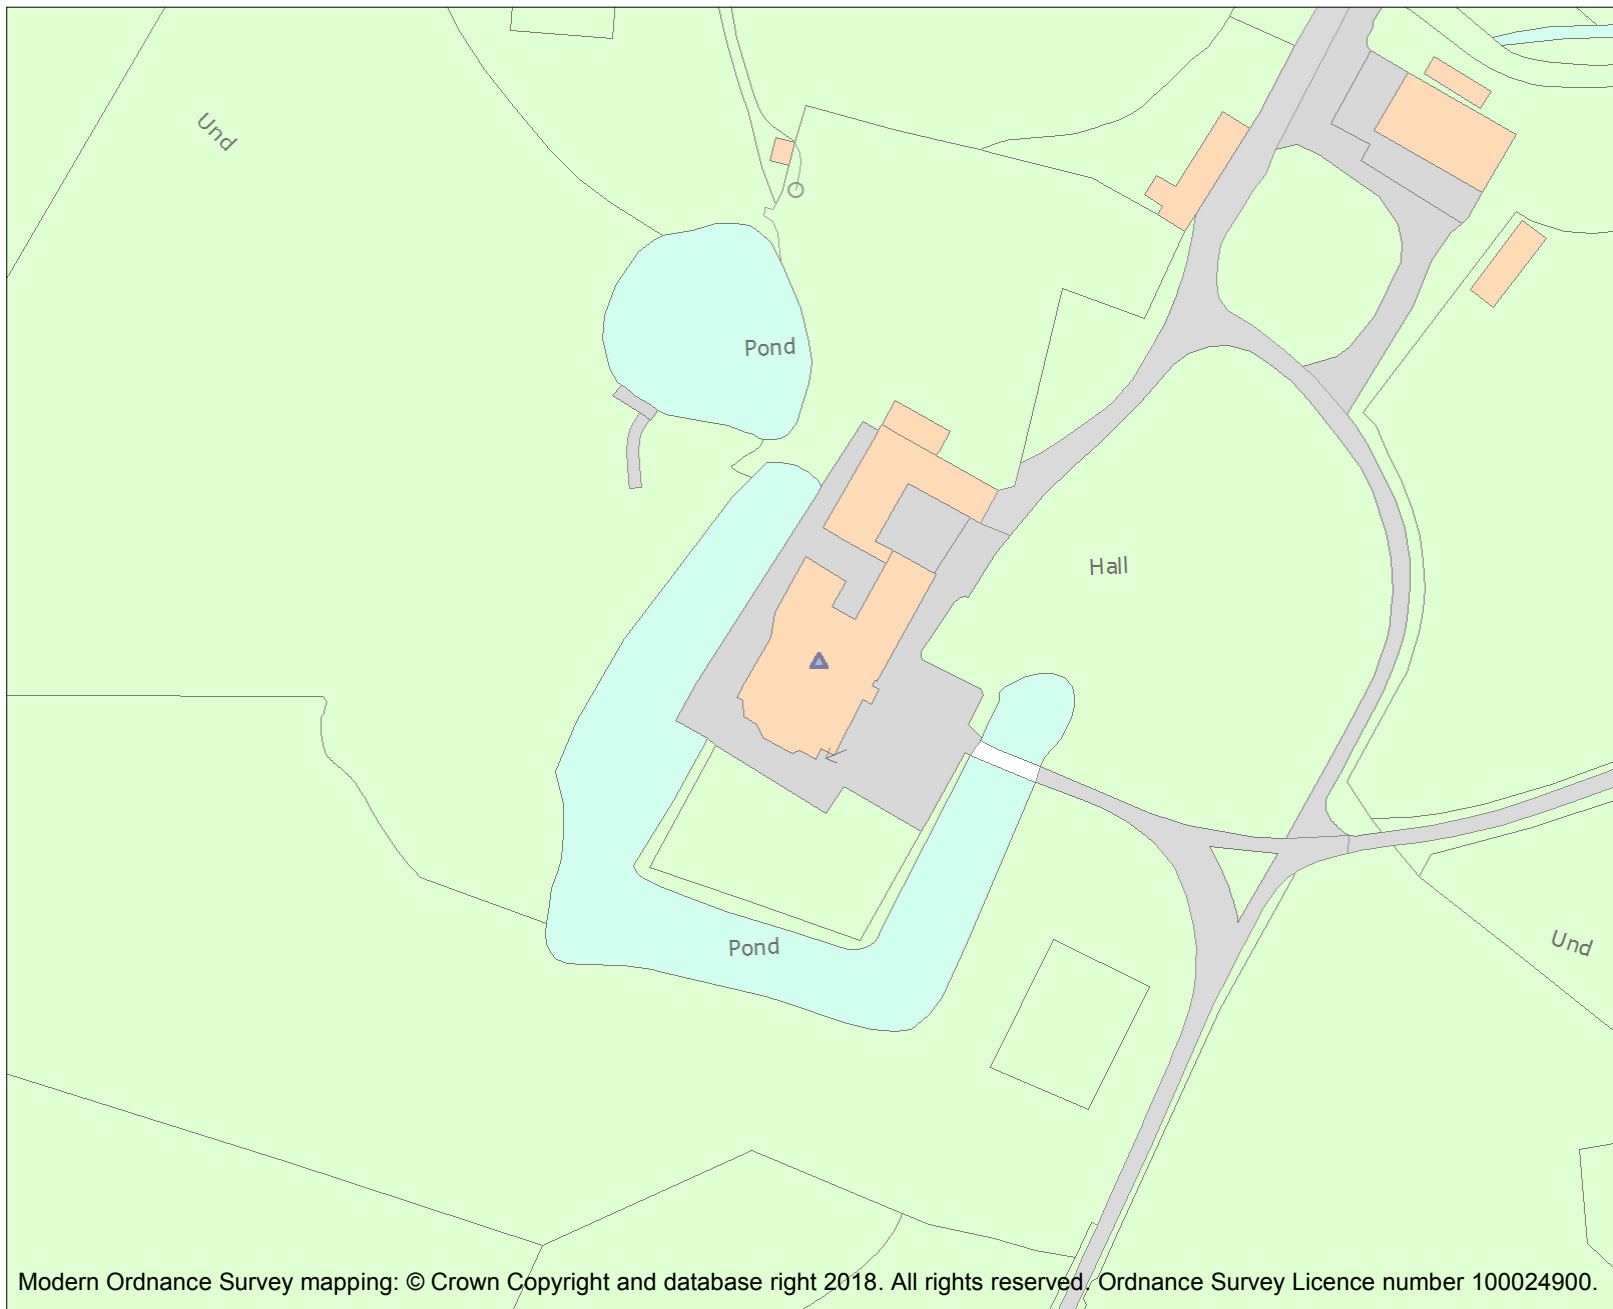 Und
Pond
Hall
Pond
Und
Modern Ordnance Survey mapping: © Crown Copyright and database right 2018. All rights reserved. Ordnance Survey Licence number 100024900.